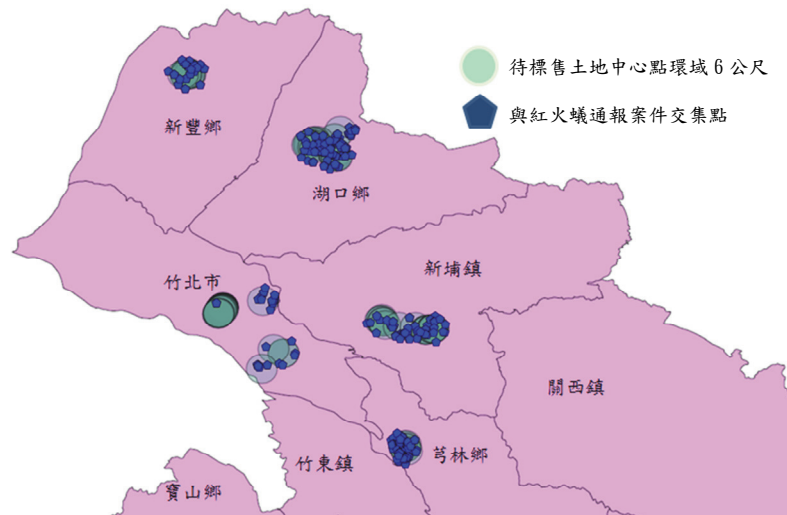 待標售土地中心點環域 6 公尺
與紅火蟻通報案件交集點
新豐鄉
湖口鄉
新埔鎮
竹北市
關西鎮
竹東鎮
芎林鄉
寶山鄉